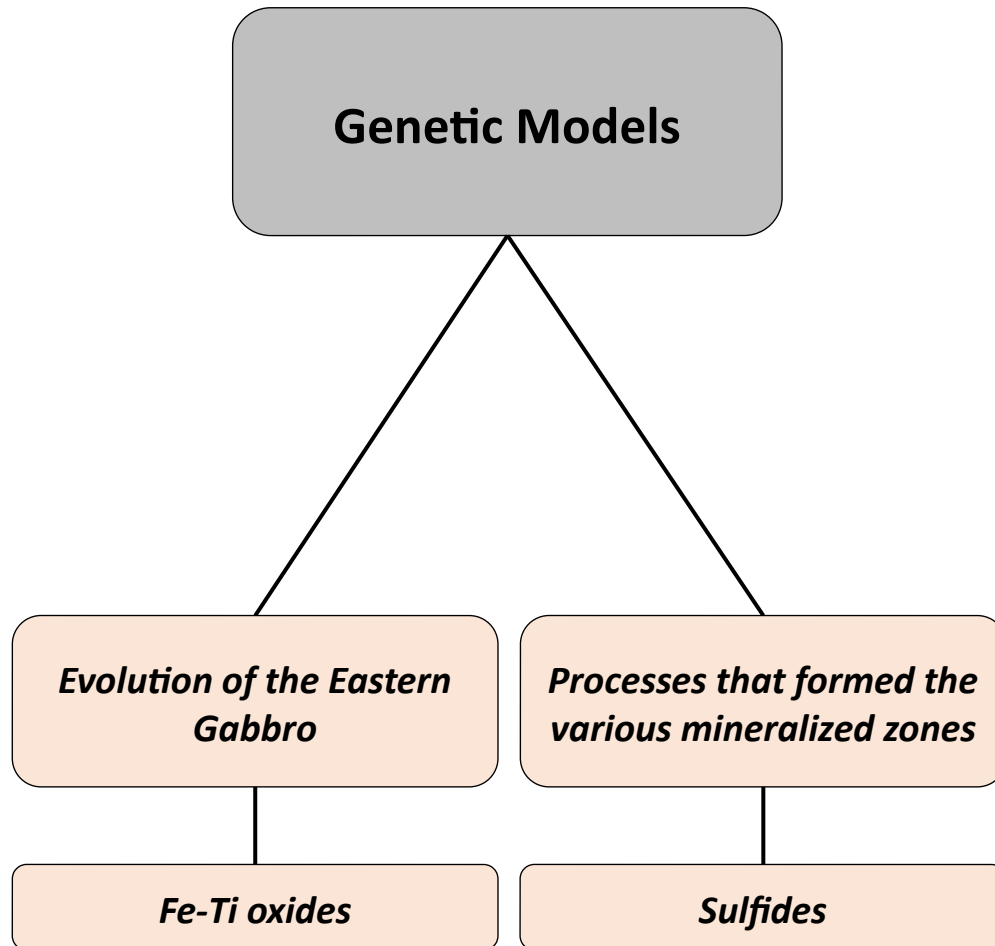 Genetic Models
Evolution of the Eastern
Gabbro
Processes that formed the
various mineralized zones
Fe-Ti oxides
Sulfides